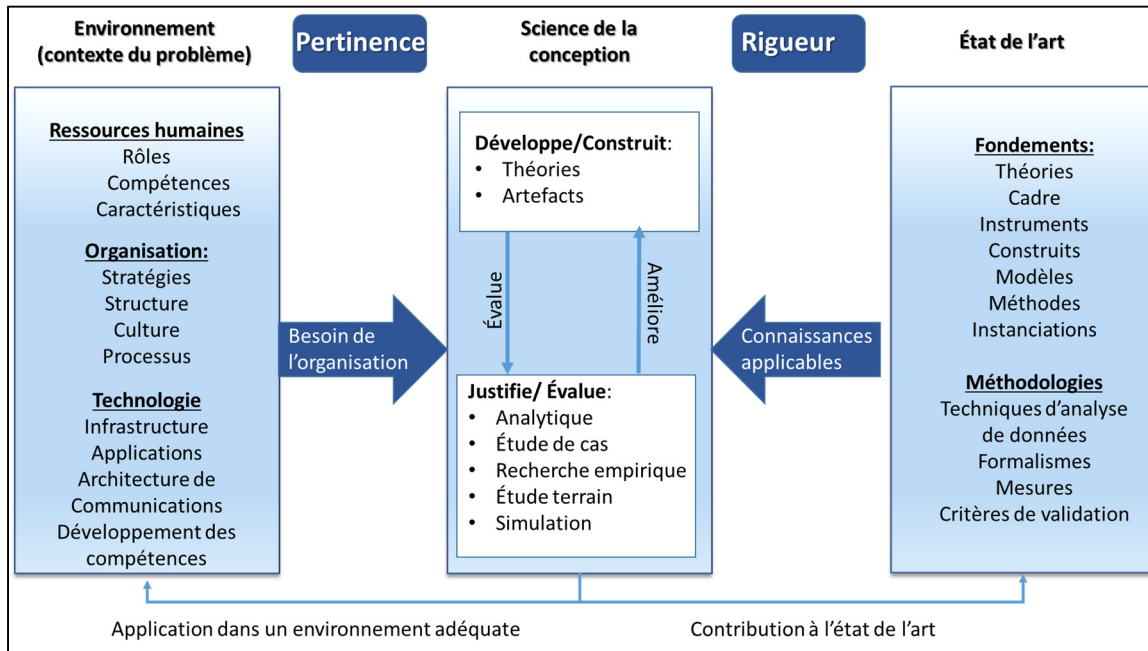 Environnement
(contexte du problème)
Pertinence
Science de la
conception
Rigueur
État de l'art
Ressources humaines
Rôles
Compétences
Caractéristiques
Organisation:
Stratégies
Structure
Culture
Processus
Technologie
Infrastructure
Applications
Architecture de
Communications
Développement des
compétences
Besoin de
l'organisation
Développe/Construit:
• Théories
• Artefacts
Évalue
Améliore
Justifie/ Évalue:
• Analytique
• Étude de cas
• Recherche empirique
• Étude terrain
• Simulation
Connaissances
applicables
Fondements:
Théories
Cadre
Instruments
Construits
Modèles
Méthodes
Instanciations
Méthodologies
Techniques d'analyse
de données
Formalismes
Mesures
Critères de validation
Application dans un environnement adéquate
Contribution à l'état de l'art